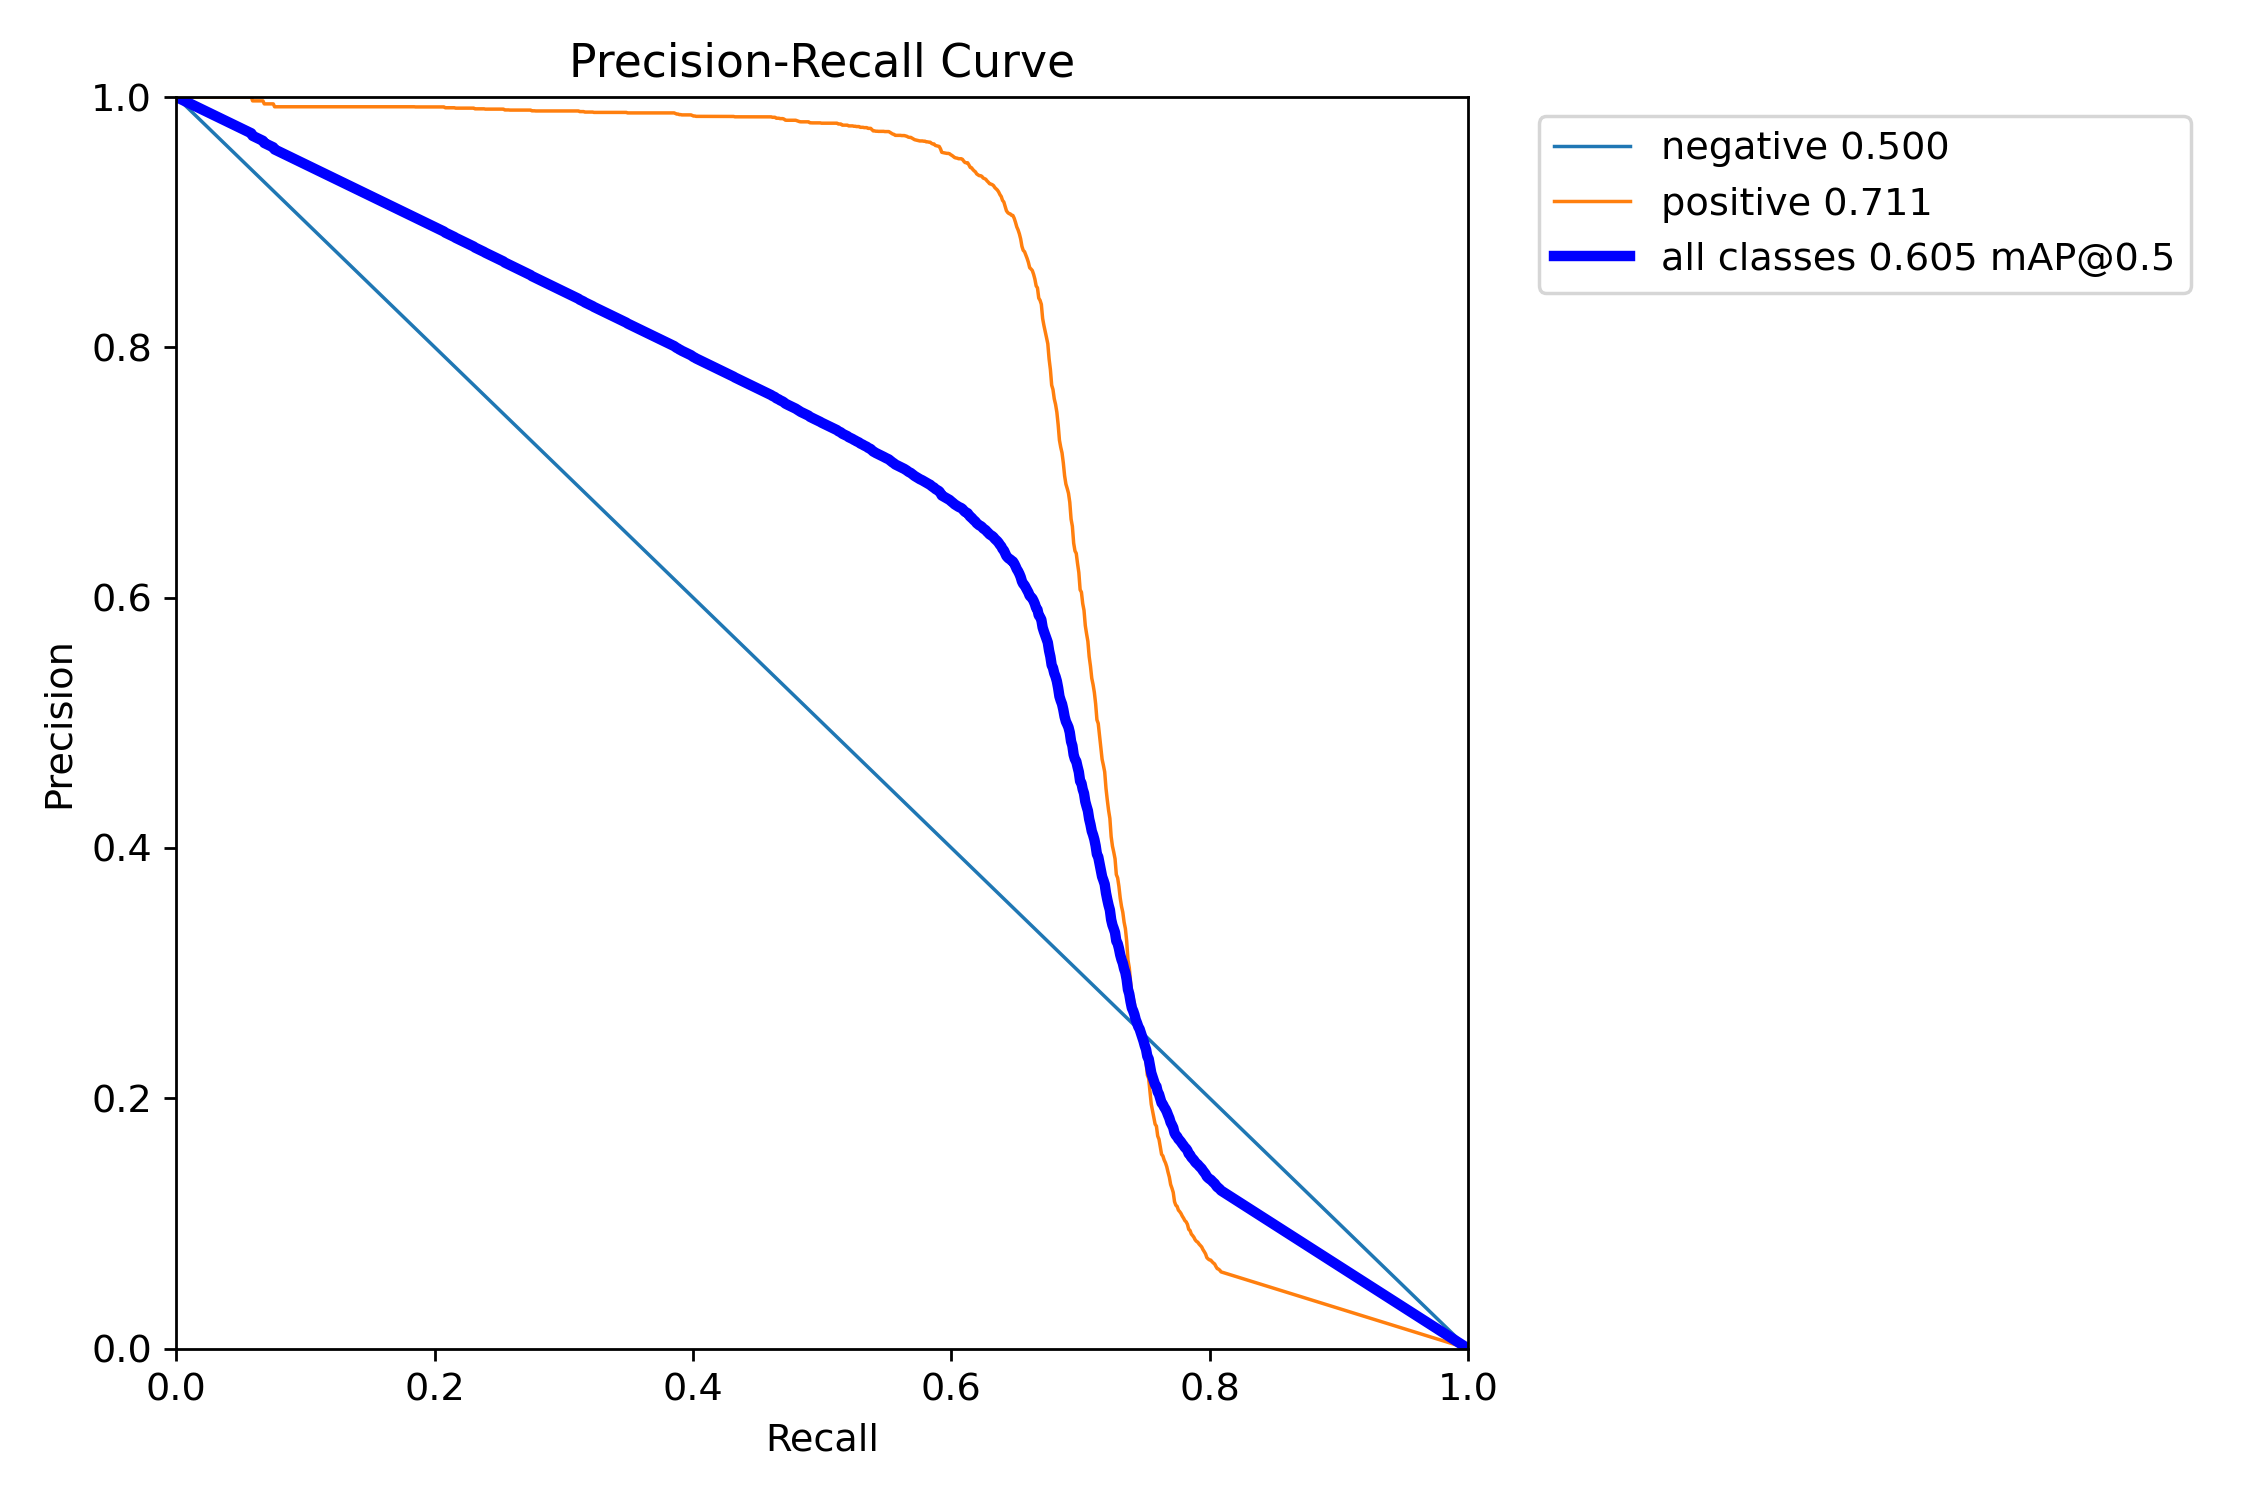 Precision-Recall Curve
1.0
0.8
0.6
0.4
0.2
0.0
Precision
0.0 0.2 0.4 0.6 0.8 1.0
Recall
negative 0.500
positive 0.711
all classes 0.605 mAP@0.5